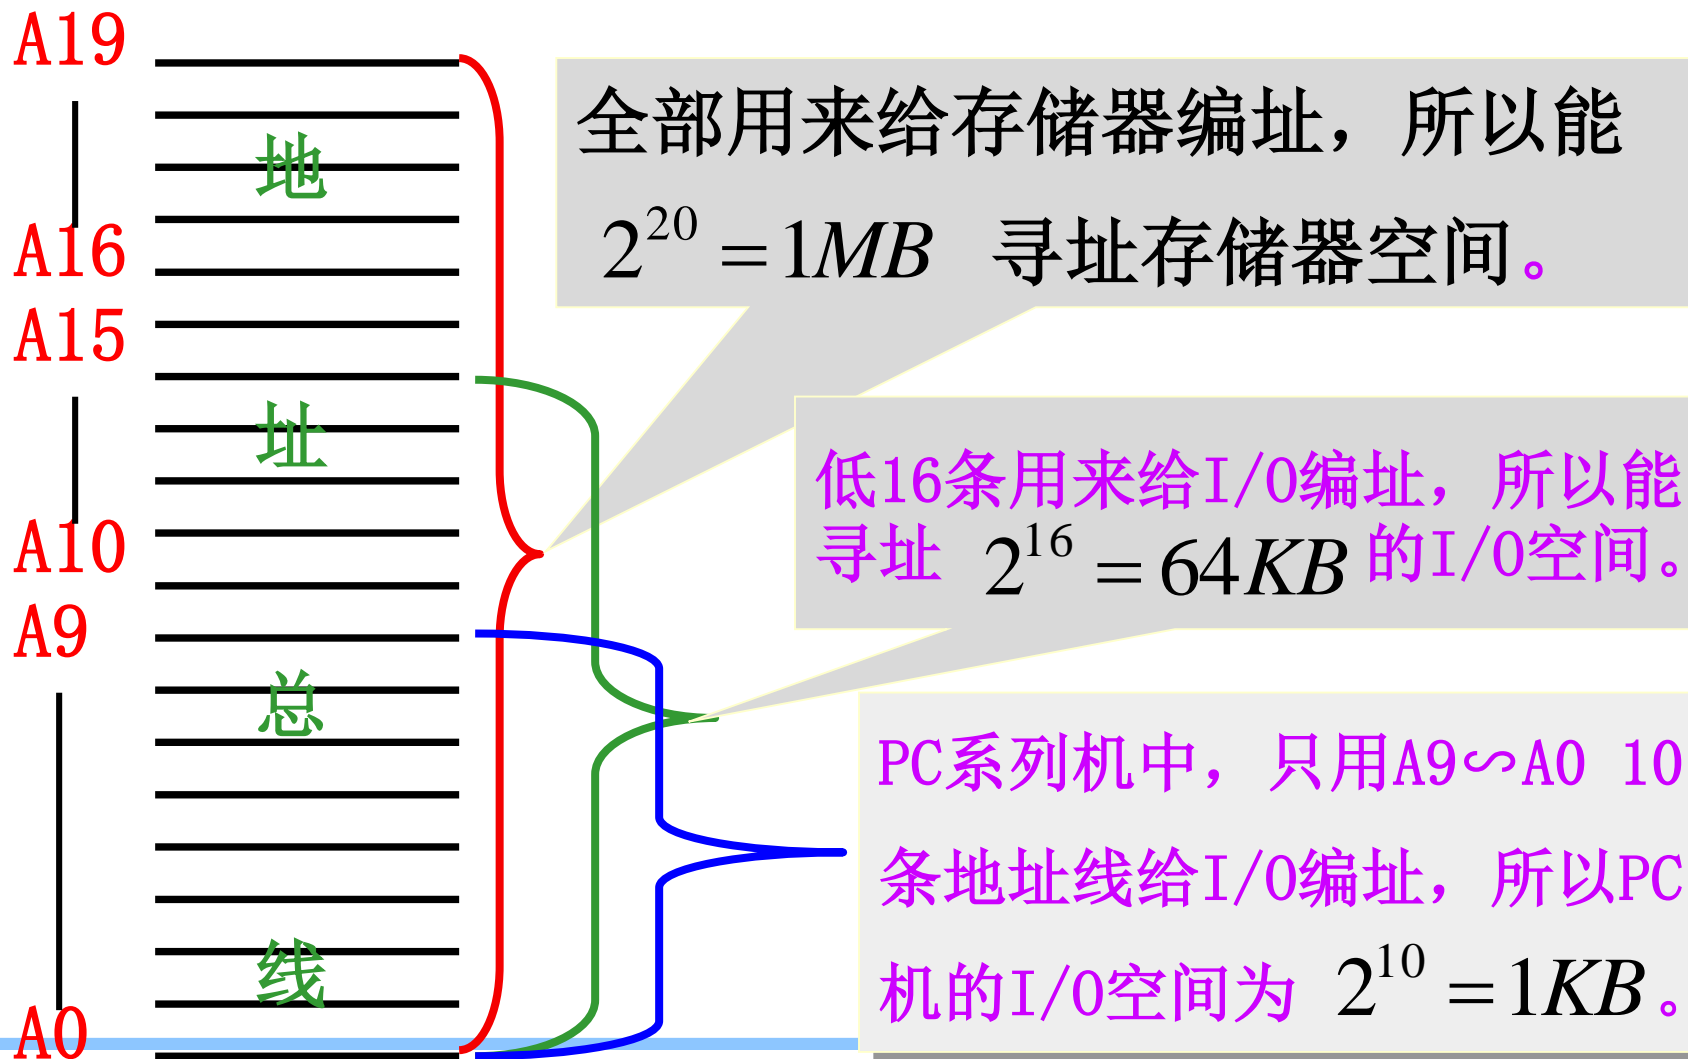 A19
A16
A15
A10
A9
A0
地
址
总
线
全部用来给存储器编址，所以能
2^20 = 1MB 寻址存储器空间。
低16条用来给I/O编址，所以能
寻址 2^16 = 64KB 的I/O空间。
PC系列机中，只用A9∽A0 10
条地址线给I/O编址，所以PC
机的I/O空间为 2^10 = 1KB。